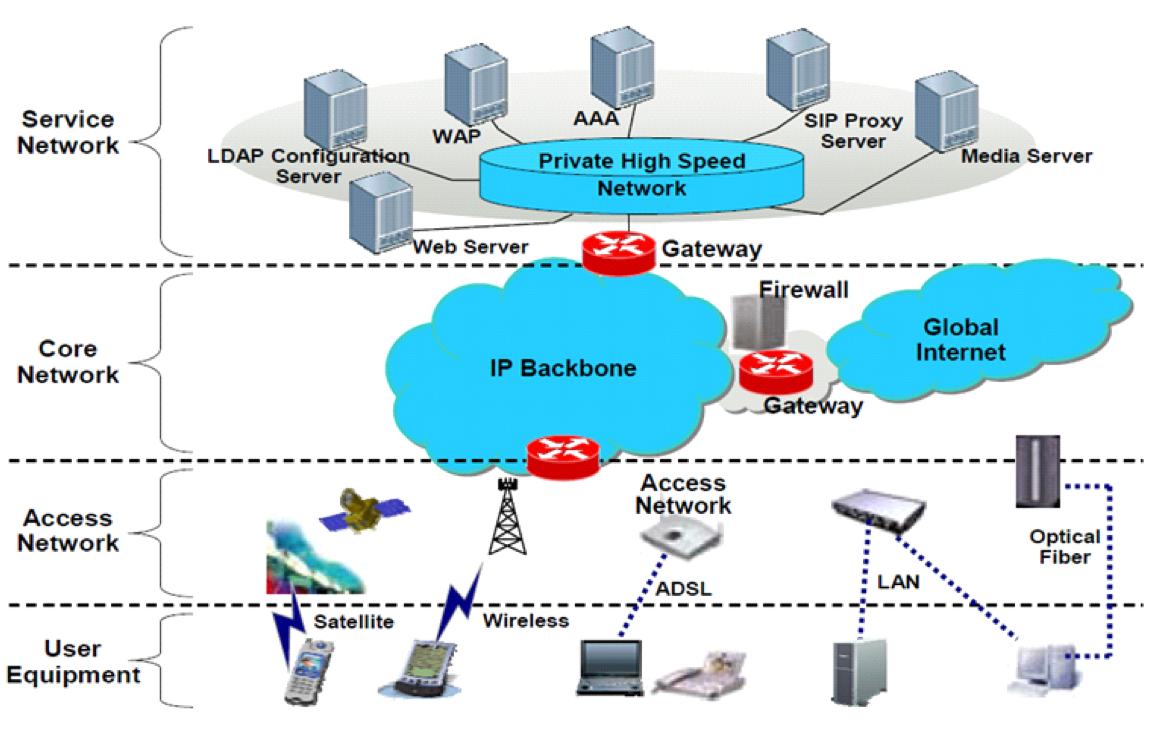 Service
Network
LDAP Configuration
Server
WAP
AAA
SIP Proxy
Server
Media Server
Private High Speed
Network
Web Server
Gateway
Core
Network
IP Backbone
Firewall
Gateway
Global
Internet
Access
Network
Access
Network
ADSL
LAN
Optical
Fiber
User
Equipment
Satellite
Wireless